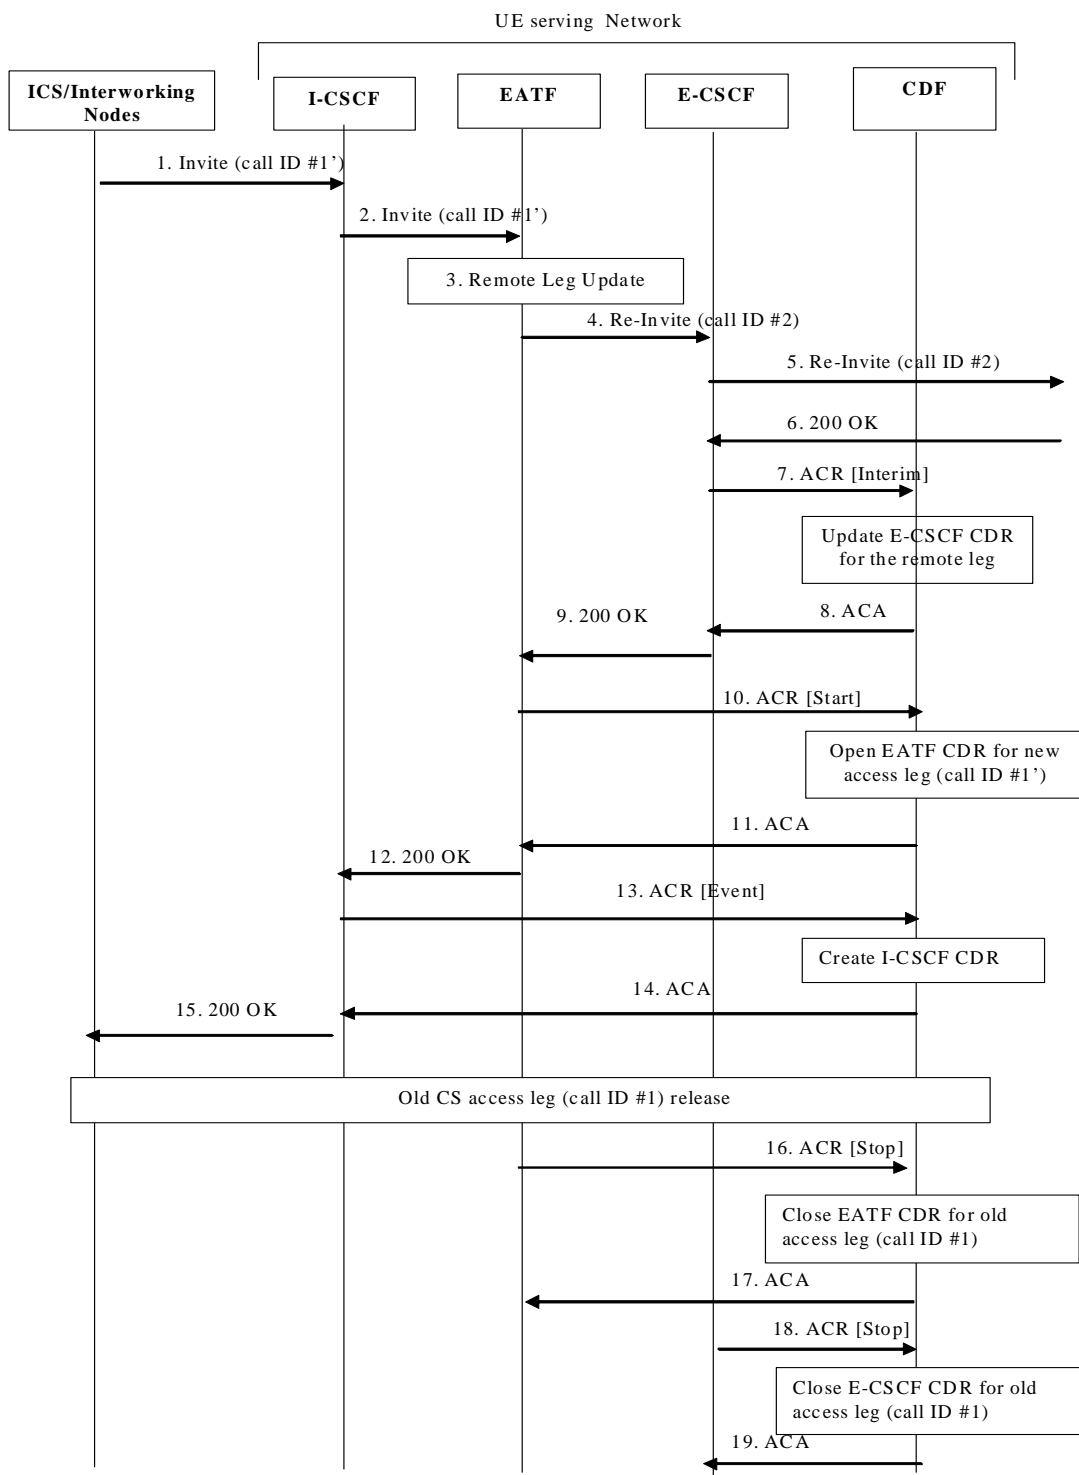 UE serving Network
ICS/Interworking
Nodes
I-CSCF
EATF
E-CSCF
CDF
1. Invite (call ID #1’)
2. Invite (call ID #1’)
3. Remote Leg Update
4. Re-Invite (call ID #2)
5. Re-Invite (call ID #2)
6. 200 OK
7. ACR [Interim]
Update E-CSCF CDR
for the remote leg
8. ACA
9. 200 OK
10. ACR [Start]
Open EATF CDR for new
access leg (call ID #1’)
11. ACA
12. 200 OK
13. ACR [Event]
Create I-CSCF CDR
14. ACA
15. 200 OK
Old CS access leg (call ID #1) release
16. ACR [Stop]
Close EATF CDR for old
access leg (call ID #1)
17. ACA
18. ACR [Stop]
Close E-CSCF CDR for old
access leg (call ID #1)
19. ACA